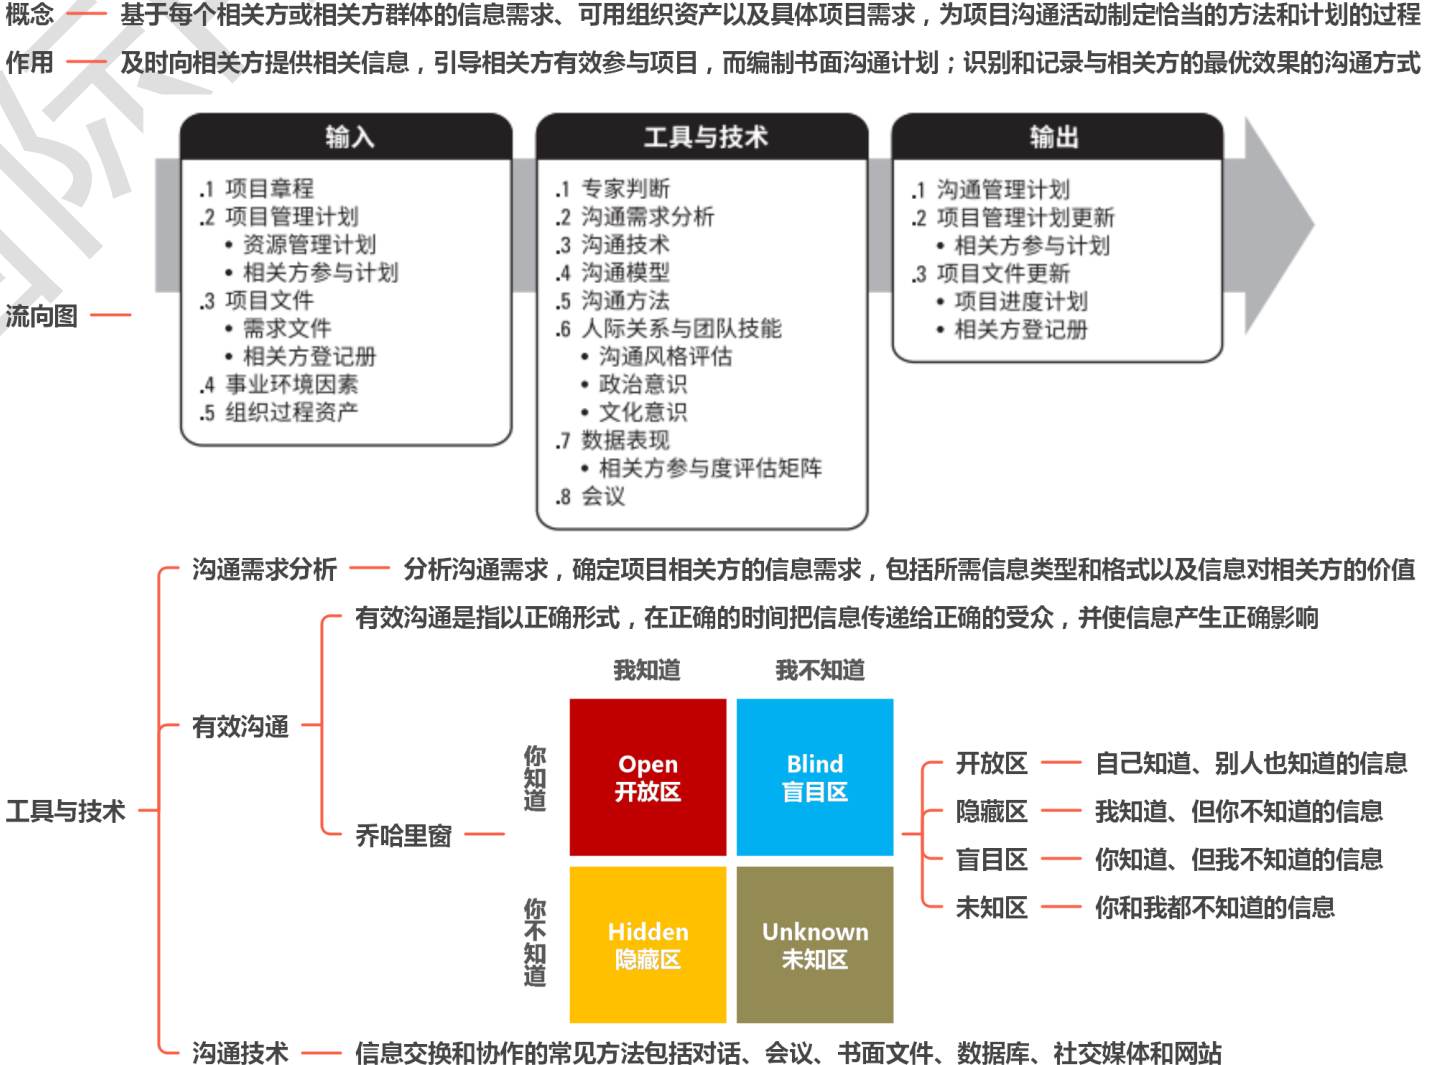 概念 基于每个相关方或相关方群体的信息需求、可用组织资产以及具体项目需求，为项目沟通活动制定恰当的方法和计划的过程
作用 及时向相关方提供相关信息，引导相关方有效参与项目，而编制书面沟通计划；识别和记录与相关方的最优效果的沟通方式
流向图
输入
.1 项目章程
.2 项目管理计划
• 资源管理计划
• 相关方参与计划
.3 项目文件
• 需求文件
• 相关方登记册
.4 事业环境因素
.5 组织过程资产
工具与技术
.1 专家判断
.2 沟通需求分析
.3 沟通技术
.4 沟通模型
.5 沟通方法
.6 人际关系与团队技能
• 沟通风格评估
• 政治意识
• 文化意识
.7 数据表现
• 相关方参与度评估矩阵
.8 会议
输出
.1 沟通管理计划
.2 项目管理计划更新
• 相关方参与计划
.3 项目文件更新
• 项目进度计划
• 相关方登记册
工具与技术
沟通需求分析 分析沟通需求，确定项目相关方的信息需求，包括所需信息类型和格式以及信息对相关方的价值
有效沟通
有效沟通是指以正确形式，在正确的时间把信息传递给正确的受众，并使信息产生正确影响
乔哈里窗
我知道 我不知道
你知道
Open
开放区
Blind
盲目区
你不知道
Hidden
隐藏区
Unknown
未知区
开放区 自己知道、别人也知道的信息
隐藏区 我知道、但你不知道的信息
盲目区 你知道、但我不知道的信息
未知区 你和我都不知道的信息
沟通技术 信息交换和协作的常见方法包括对话、会议、书面文件、数据库、社交媒体和网站